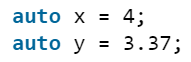 auto x = 4;
auto y = 3.37;